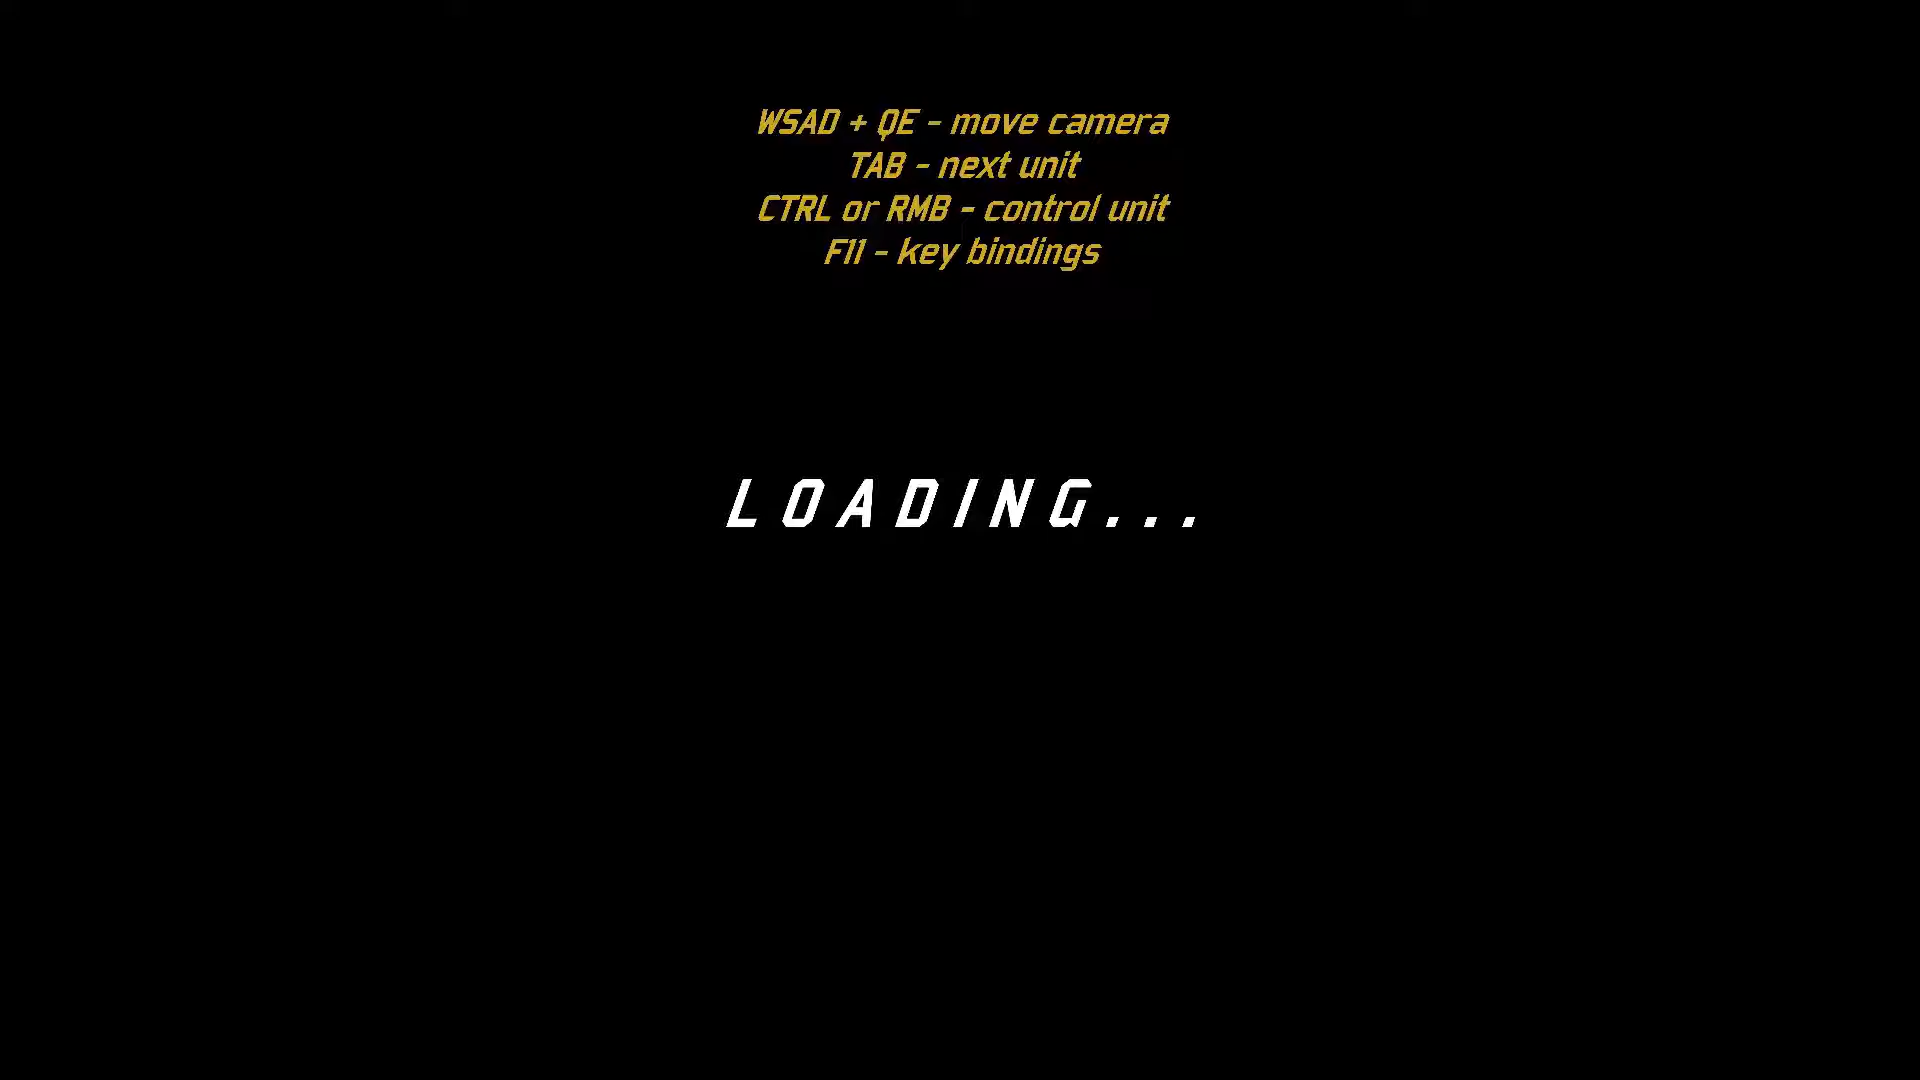 WSAD + QE - move camera
TAB - next unit
CTRL or RMB - control unit
F11 - key bindings
LOADING...